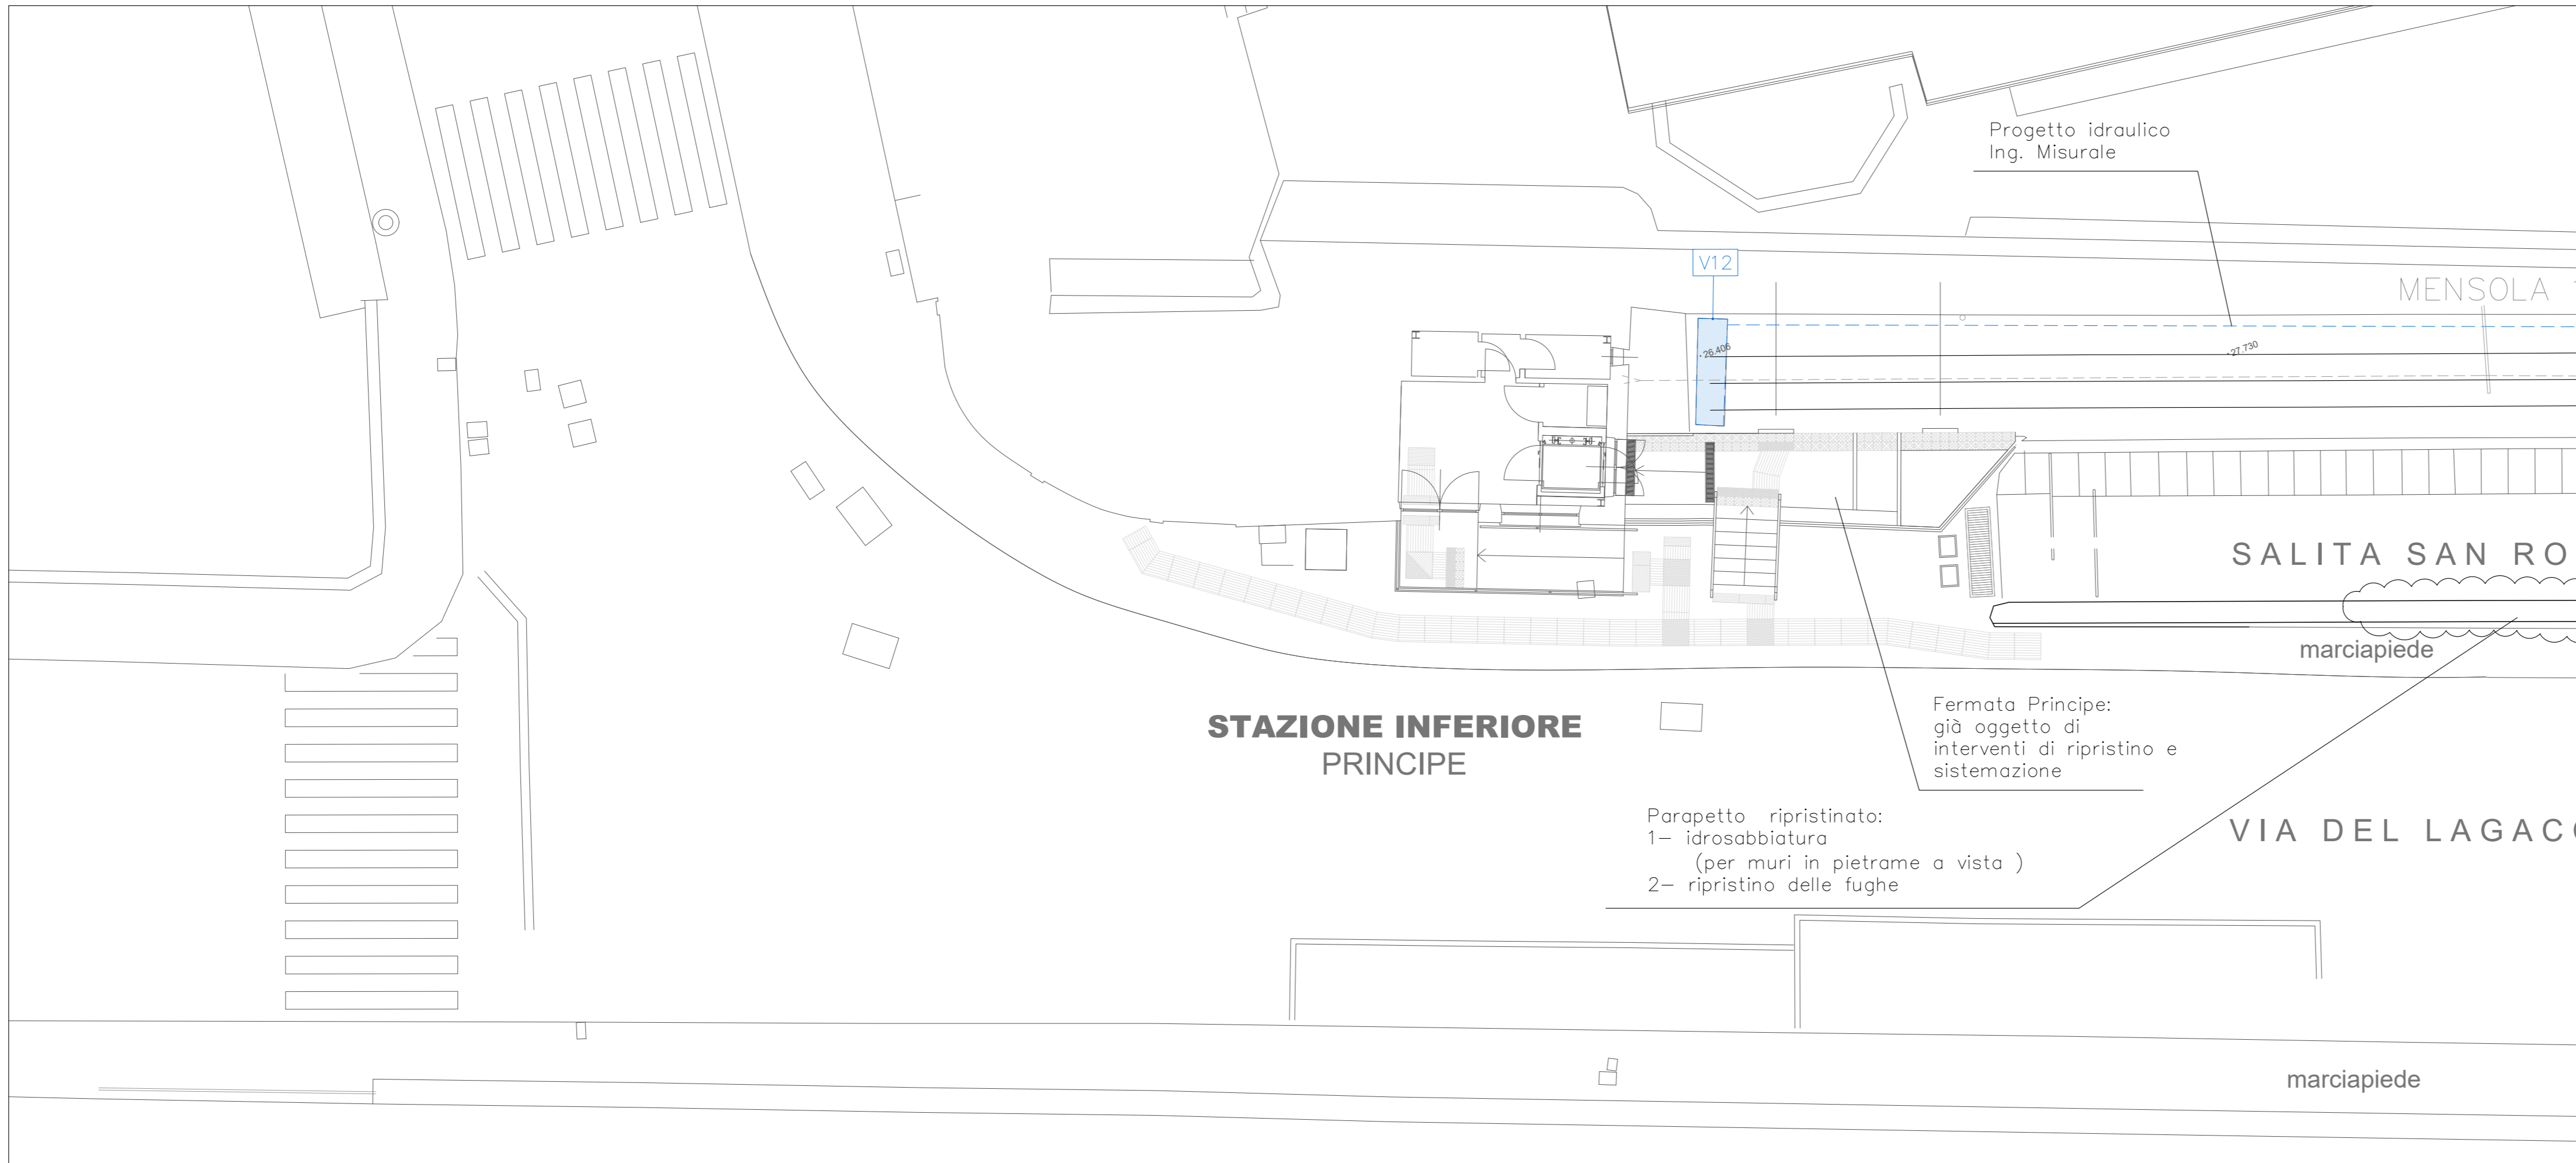 Progetto idraulico
Ing. Misurale
V12
MENSOLA
26.406
27.730
SALITA SAN RO
marciapiede
STAZIONE INFERIORE
PRINCIPE
Fermata Principe:
già oggetto di
interventi di ripristino e
sistemazione
Parapetto ripristinato:
1- idrosabbiatura
(per muri in pietrame a vista )
2- ripristino delle fughe
VIA DEL LAGACC
marciapiede